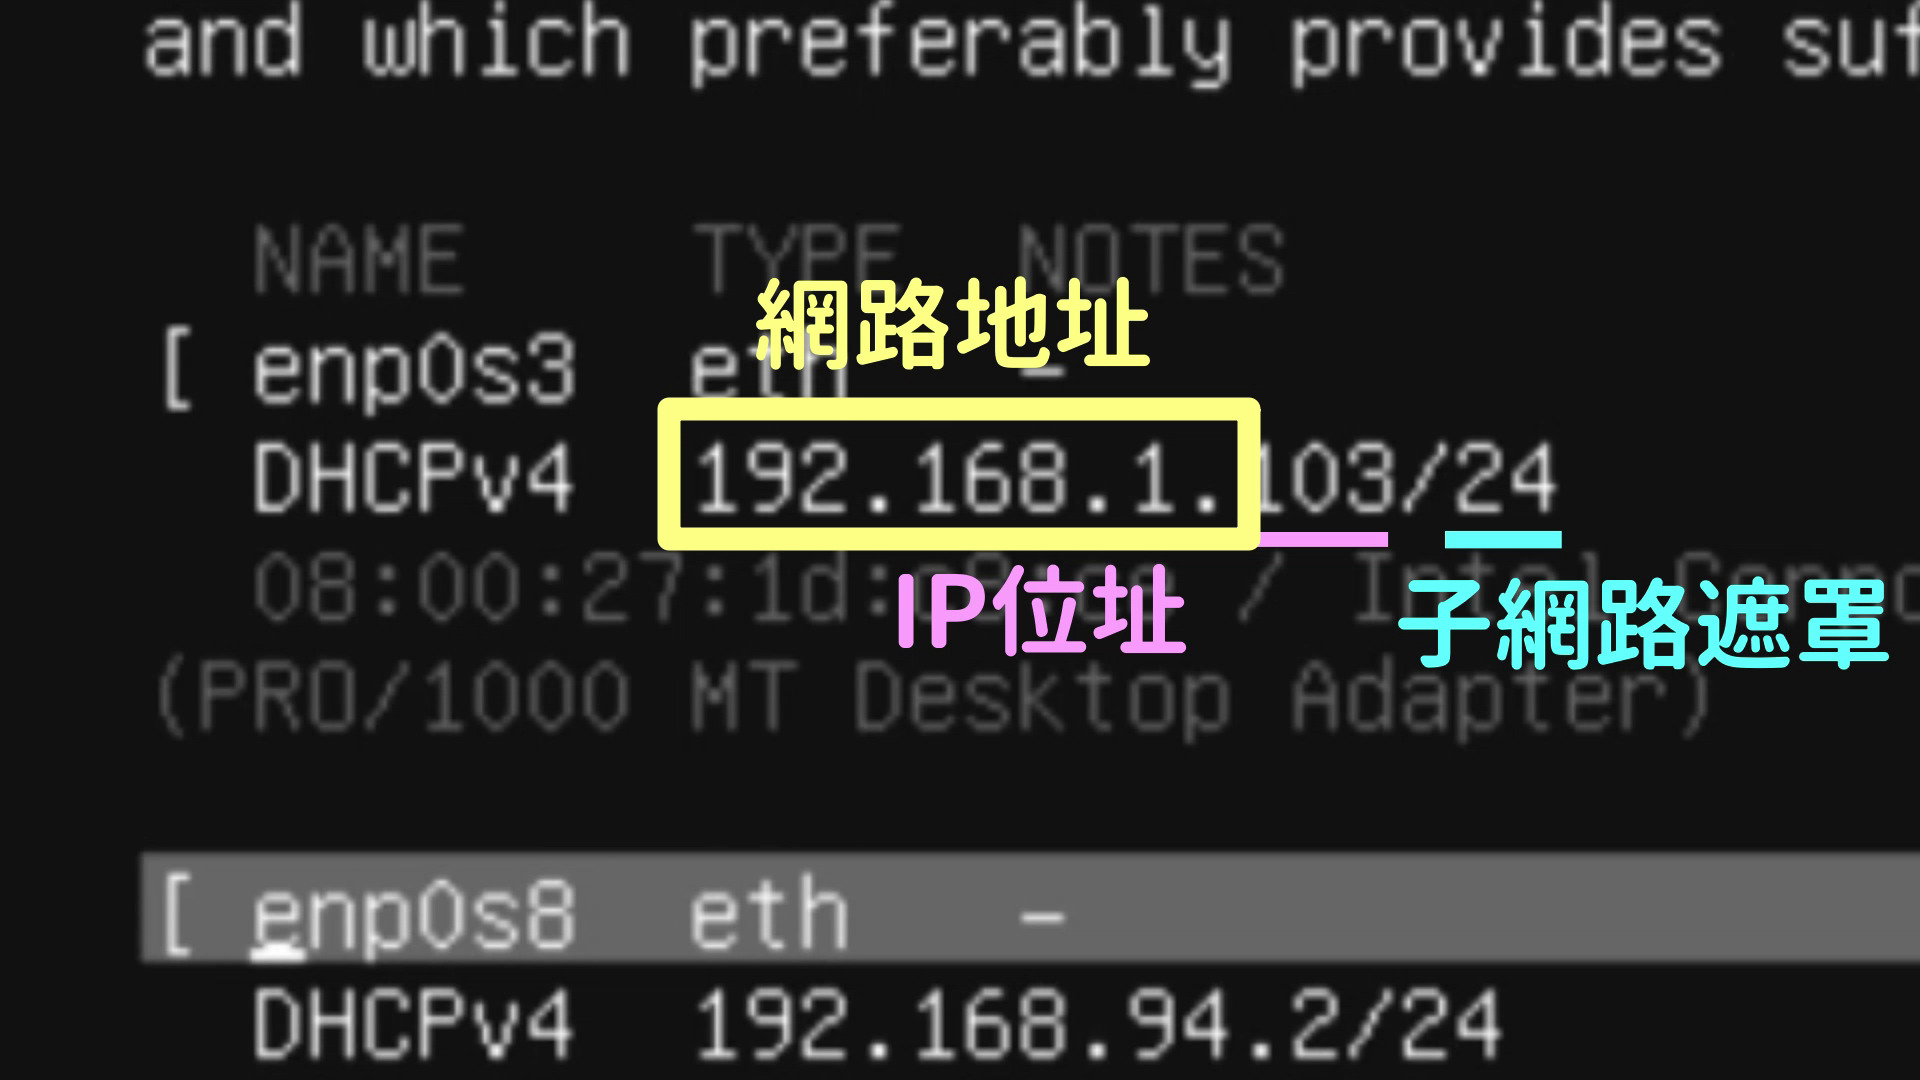 and which preferably provides suf
NAME TYPE NOTES
網路地址
[ enp0s3 eth -
DHCPv4 192.168.1.103/24
IP位址
子網路遮罩
08:00:27:1d: / Intel
(PRO/1000 MT Desktop Adapter)
[ enp0s8 eth -
DHCPv4 192.168.94.2/24